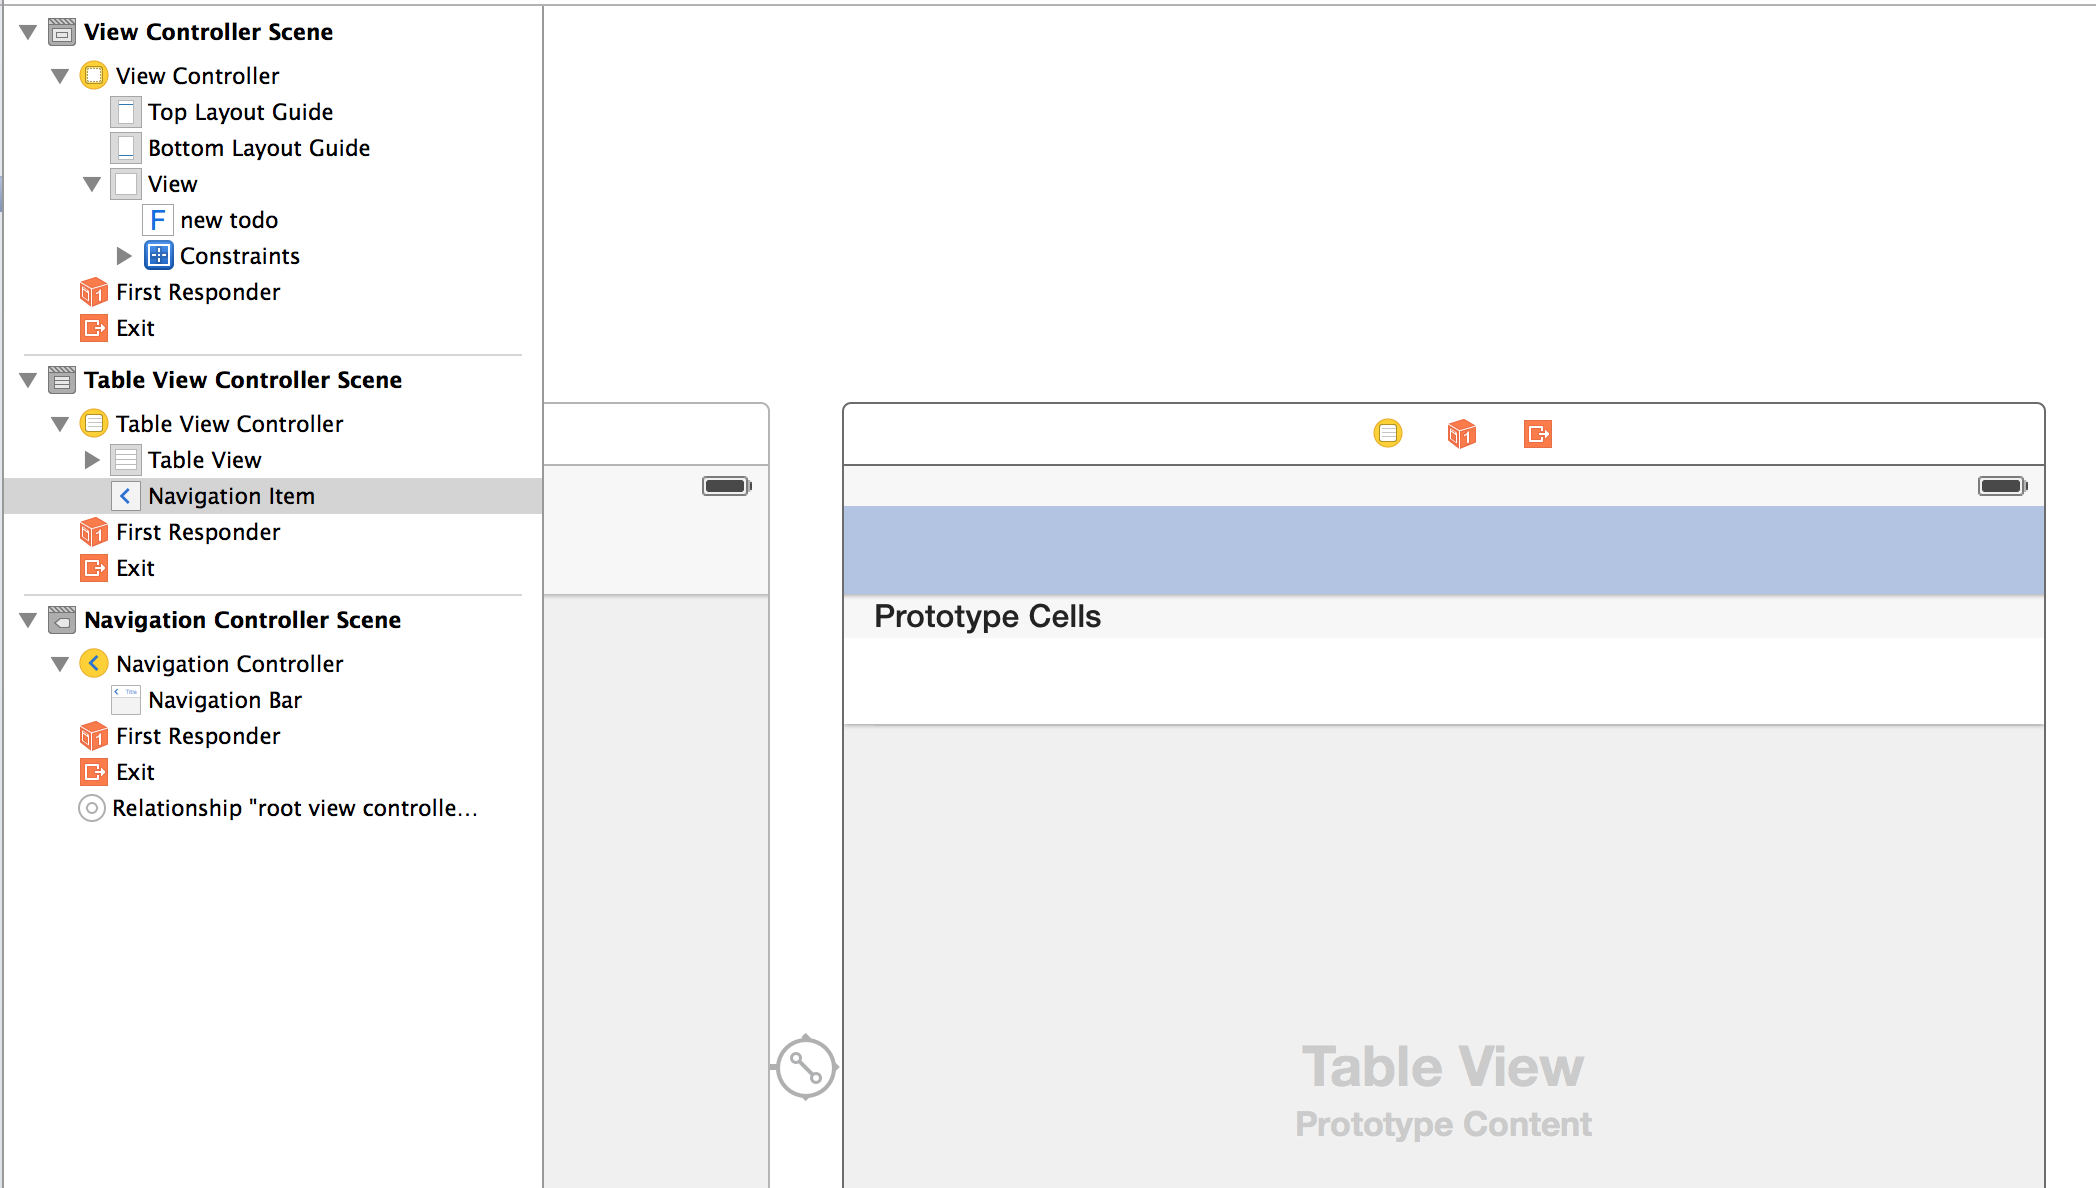 View Controller Scene
View Controller
Top Layout Guide
Bottom Layout Guide
View
F new todo
Constraints
First Responder
Exit
Table View Controller Scene
Table View Controller
Table View
Navigation Item
First Responder
Exit
Navigation Controller Scene
Navigation Controller
Navigation Bar
First Responder
Exit
Relationship "root view controlle...
Prototype Cells
Table View
Prototype Content